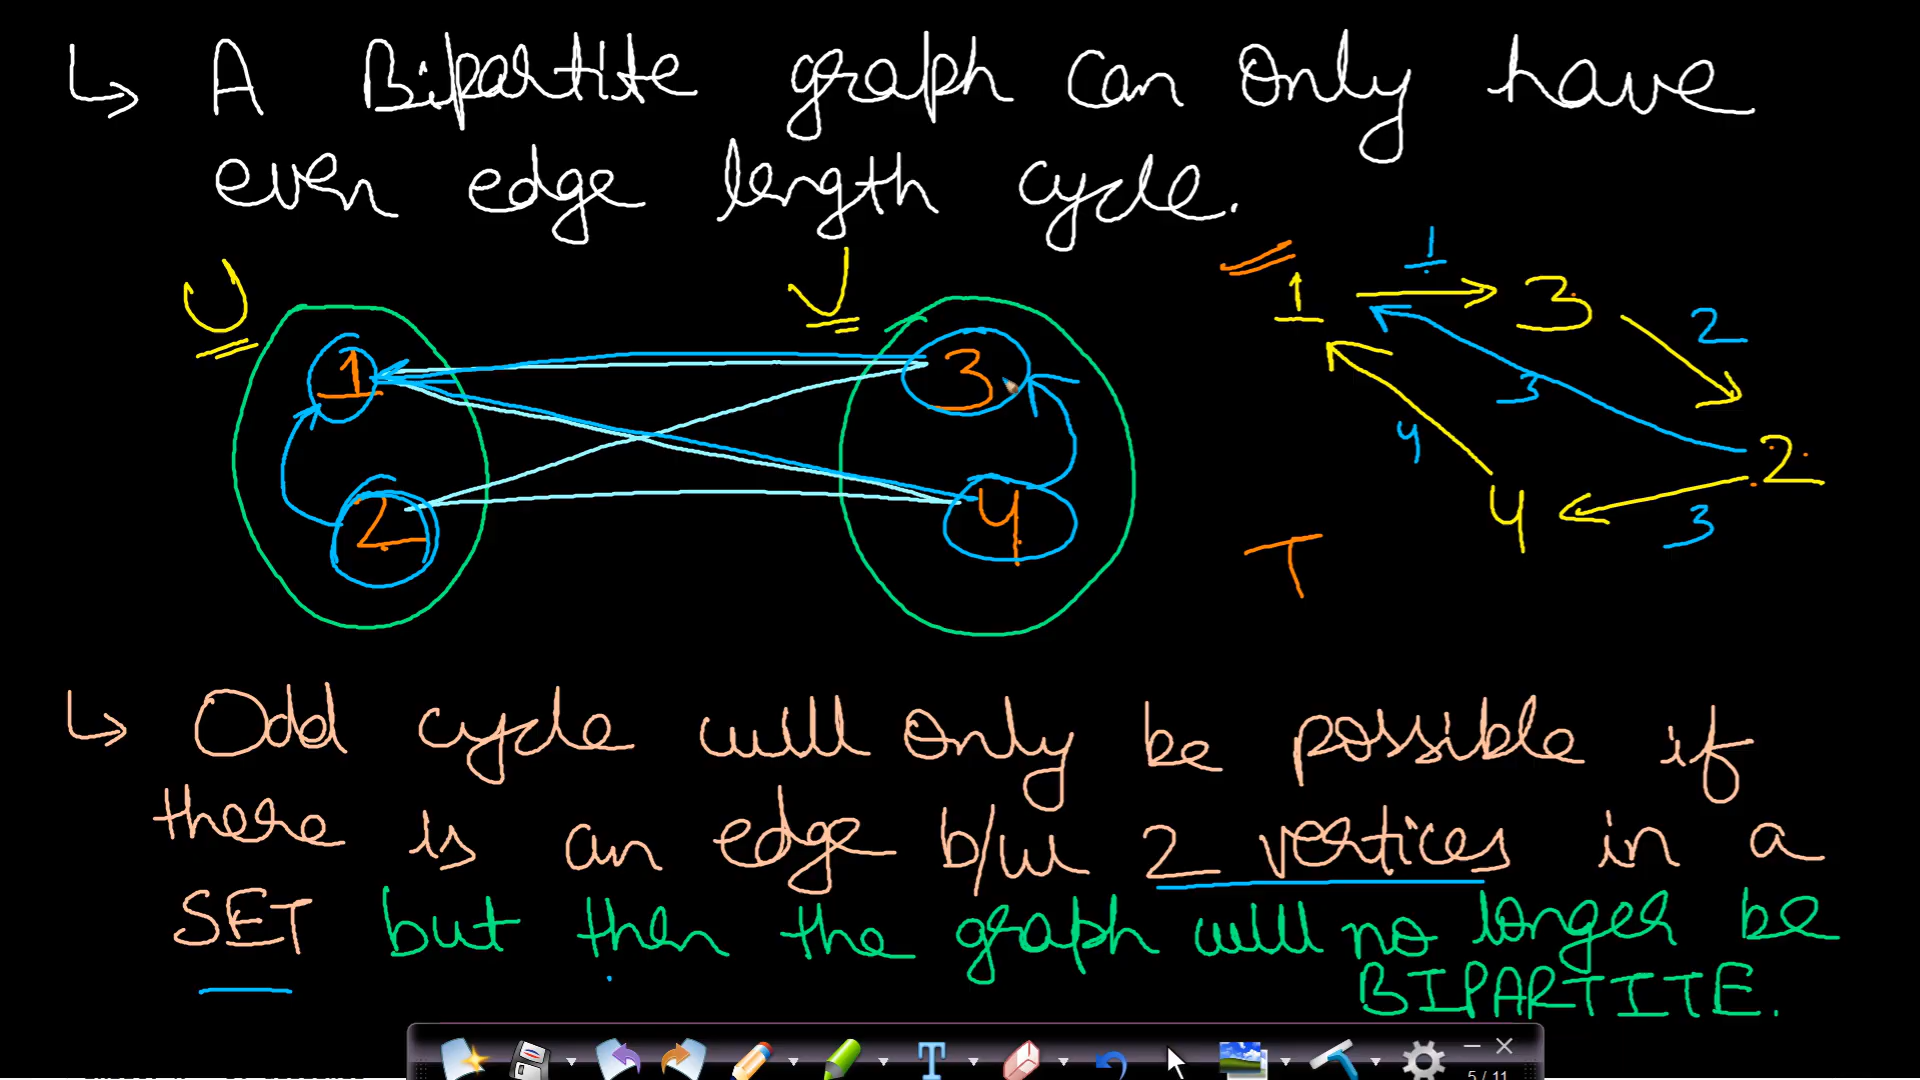 ↳ A Bipartite graph can only have
even edge length cycle.
U V
1 3
2 4
1 1 3 2
3
4 2
4 3
T
↳ Odd cycle will only be possible if
there is an edge b/w 2 vertices in a
SET but then the graph will no longer be
BIPARTITE.
5 / 11